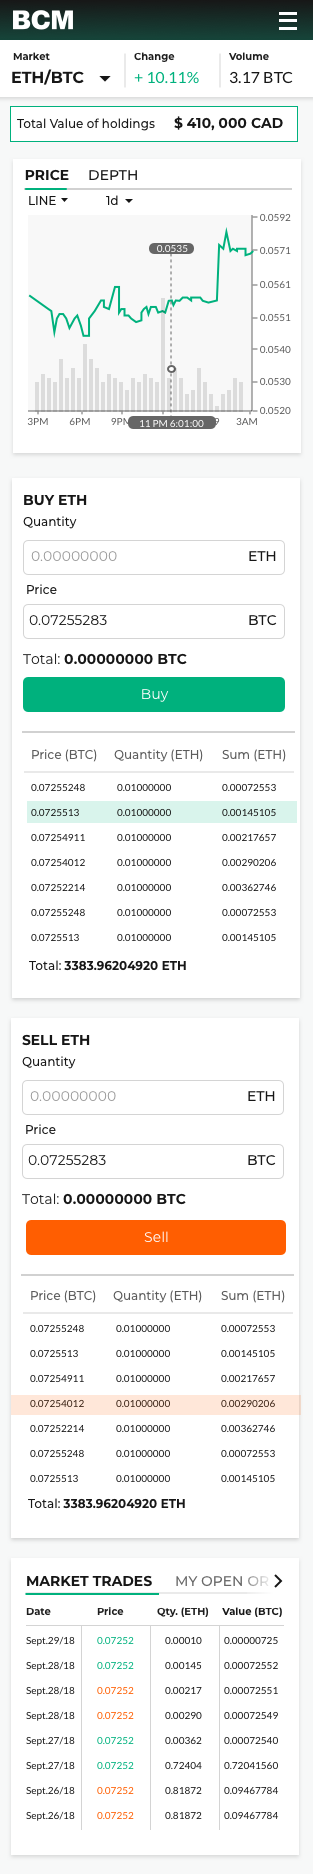 BCM
Market Change Volume
ETH/BTC + 10.11% 3.17 BTC
Total Value of holdings $ 410, 000 CAD
PRICE DEPTH
LINE 1d
0.0592
0.0535
0.0571
0.0561
0.0551
0.0540
0.0530
0.0520
3PM 6PM 11 PM 6:01:00 3AM
BUY ETH
Quantity
0.00000000 ETH
Price
0.07255283 BTC
Total: 0.00000000 BTC
Buy
Price (BTC) Quantity (ETH) Sum (ETH)
0.07255248 0.01000000 0.00072553
0.0725513 0.01000000 0.00145105
0.07254911 0.01000000 0.00217657
0.07254012 0.01000000 0.00290206
0.07252214 0.01000000 0.00362746
0.07255248 0.01000000 0.00072553
0.0725513 0.01000000 0.00145105
Total: 3383.96204920 ETH
SELL ETH
Quantity
0.00000000 ETH
Price
0.07255283 BTC
Total: 0.00000000 BTC
Sell
Price (BTC) Quantity (ETH) Sum (ETH)
0.07255248 0.01000000 0.00072553
0.0725513 0.01000000 0.00145105
0.07254911 0.01000000 0.00217657
0.07254012 0.01000000 0.00290206
0.07252214 0.01000000 0.00362746
0.07255248 0.01000000 0.00072553
0.0725513 0.01000000 0.00145105
Total: 3383.96204920 ETH
MARKET TRADES MY OPEN OR
Date Price Qty. (ETH) Value (BTC)
Sept.29/18 0.07252 0.00010 0.00000725
Sept.28/18 0.07252 0.00145 0.00072552
Sept.28/18 0.07252 0.00217 0.00072551
Sept.28/18 0.07252 0.00290 0.00072549
Sept.27/18 0.07252 0.00362 0.00072540
Sept.27/18 0.07252 0.72404 0.72041560
Sept.26/18 0.07252 0.81872 0.09467784
Sept.26/18 0.07252 0.81872 0.09467784